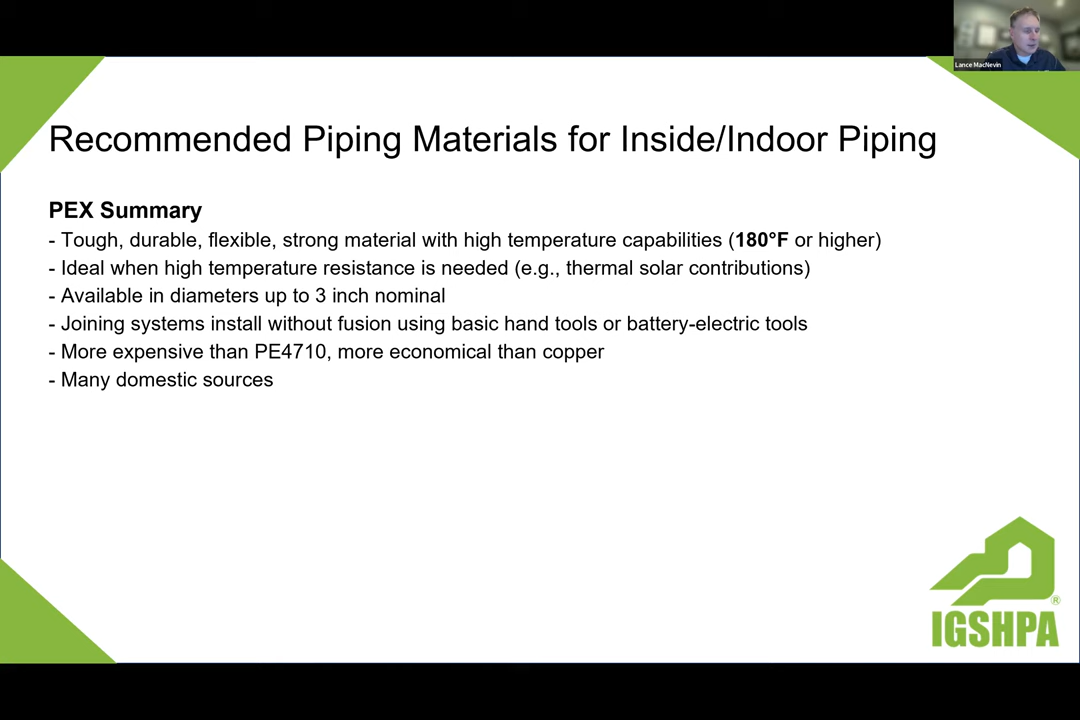 Lance MacNevin
Recommended Piping Materials for Inside/Indoor Piping
PEX Summary
- Tough, durable, flexible, strong material with high temperature capabilities (180°F or higher)
- Ideal when high temperature resistance is needed (e.g., thermal solar contributions)
- Available in diameters up to 3 inch nominal
- Joining systems install without fusion using basic hand tools or battery-electric tools
- More expensive than PE4710, more economical than copper
- Many domestic sources
®
IGSHPA